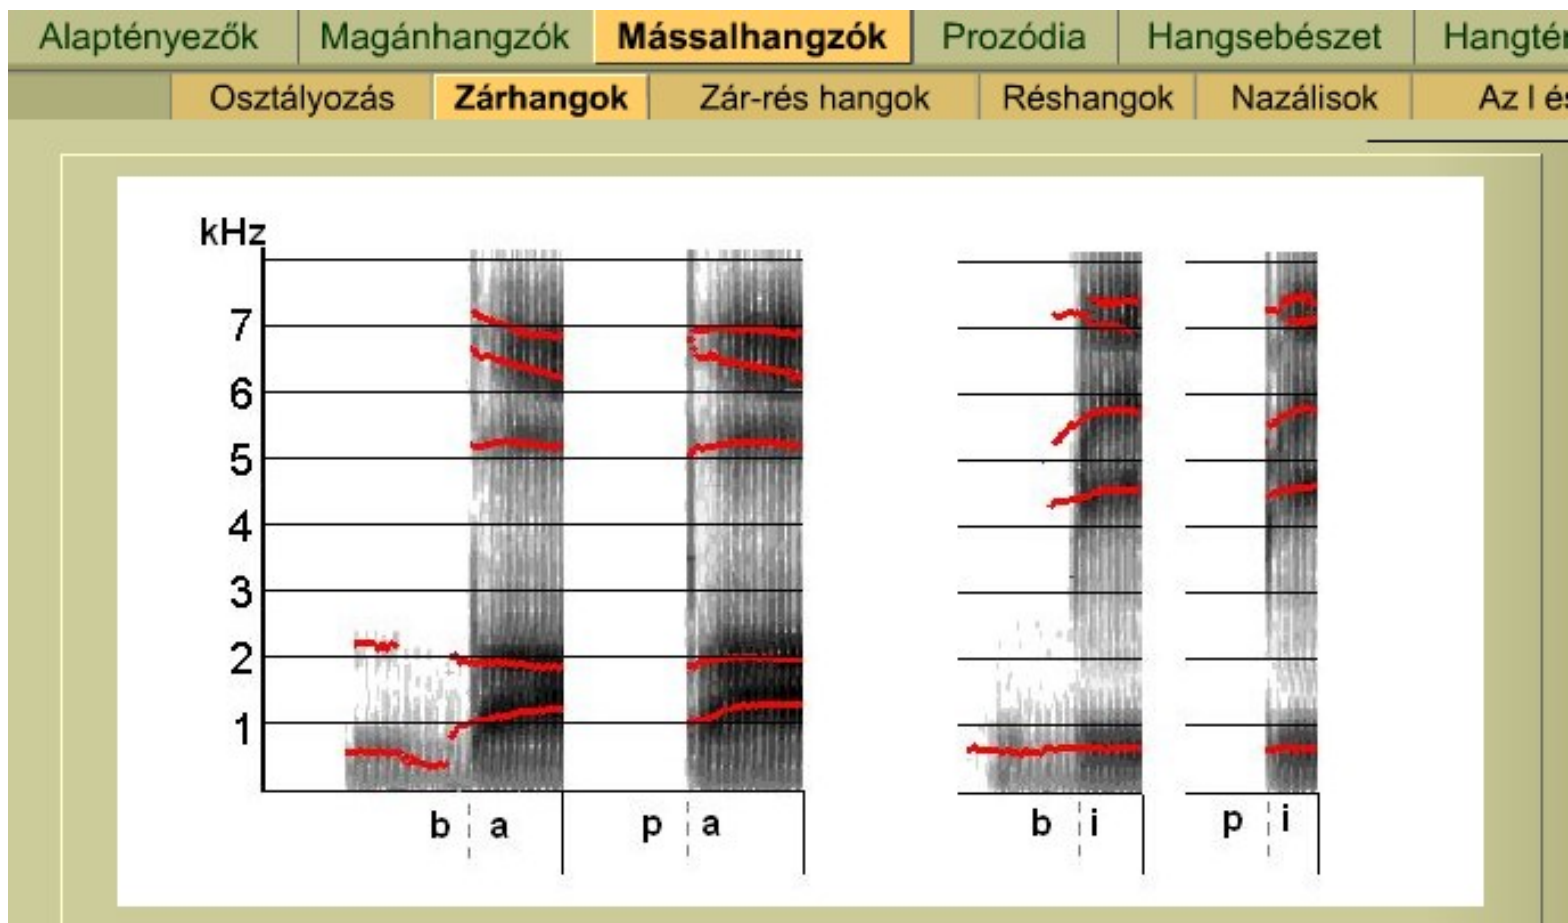 Alaptényezők Magánhangzók Mássalhangzók Prozódia Hangsebészet
Osztályozás Zárhangok Zár-rés hangok Réshangok Nazálisok Az l
kHz
7
6
5
4
3
2
1
b a p a b i p i